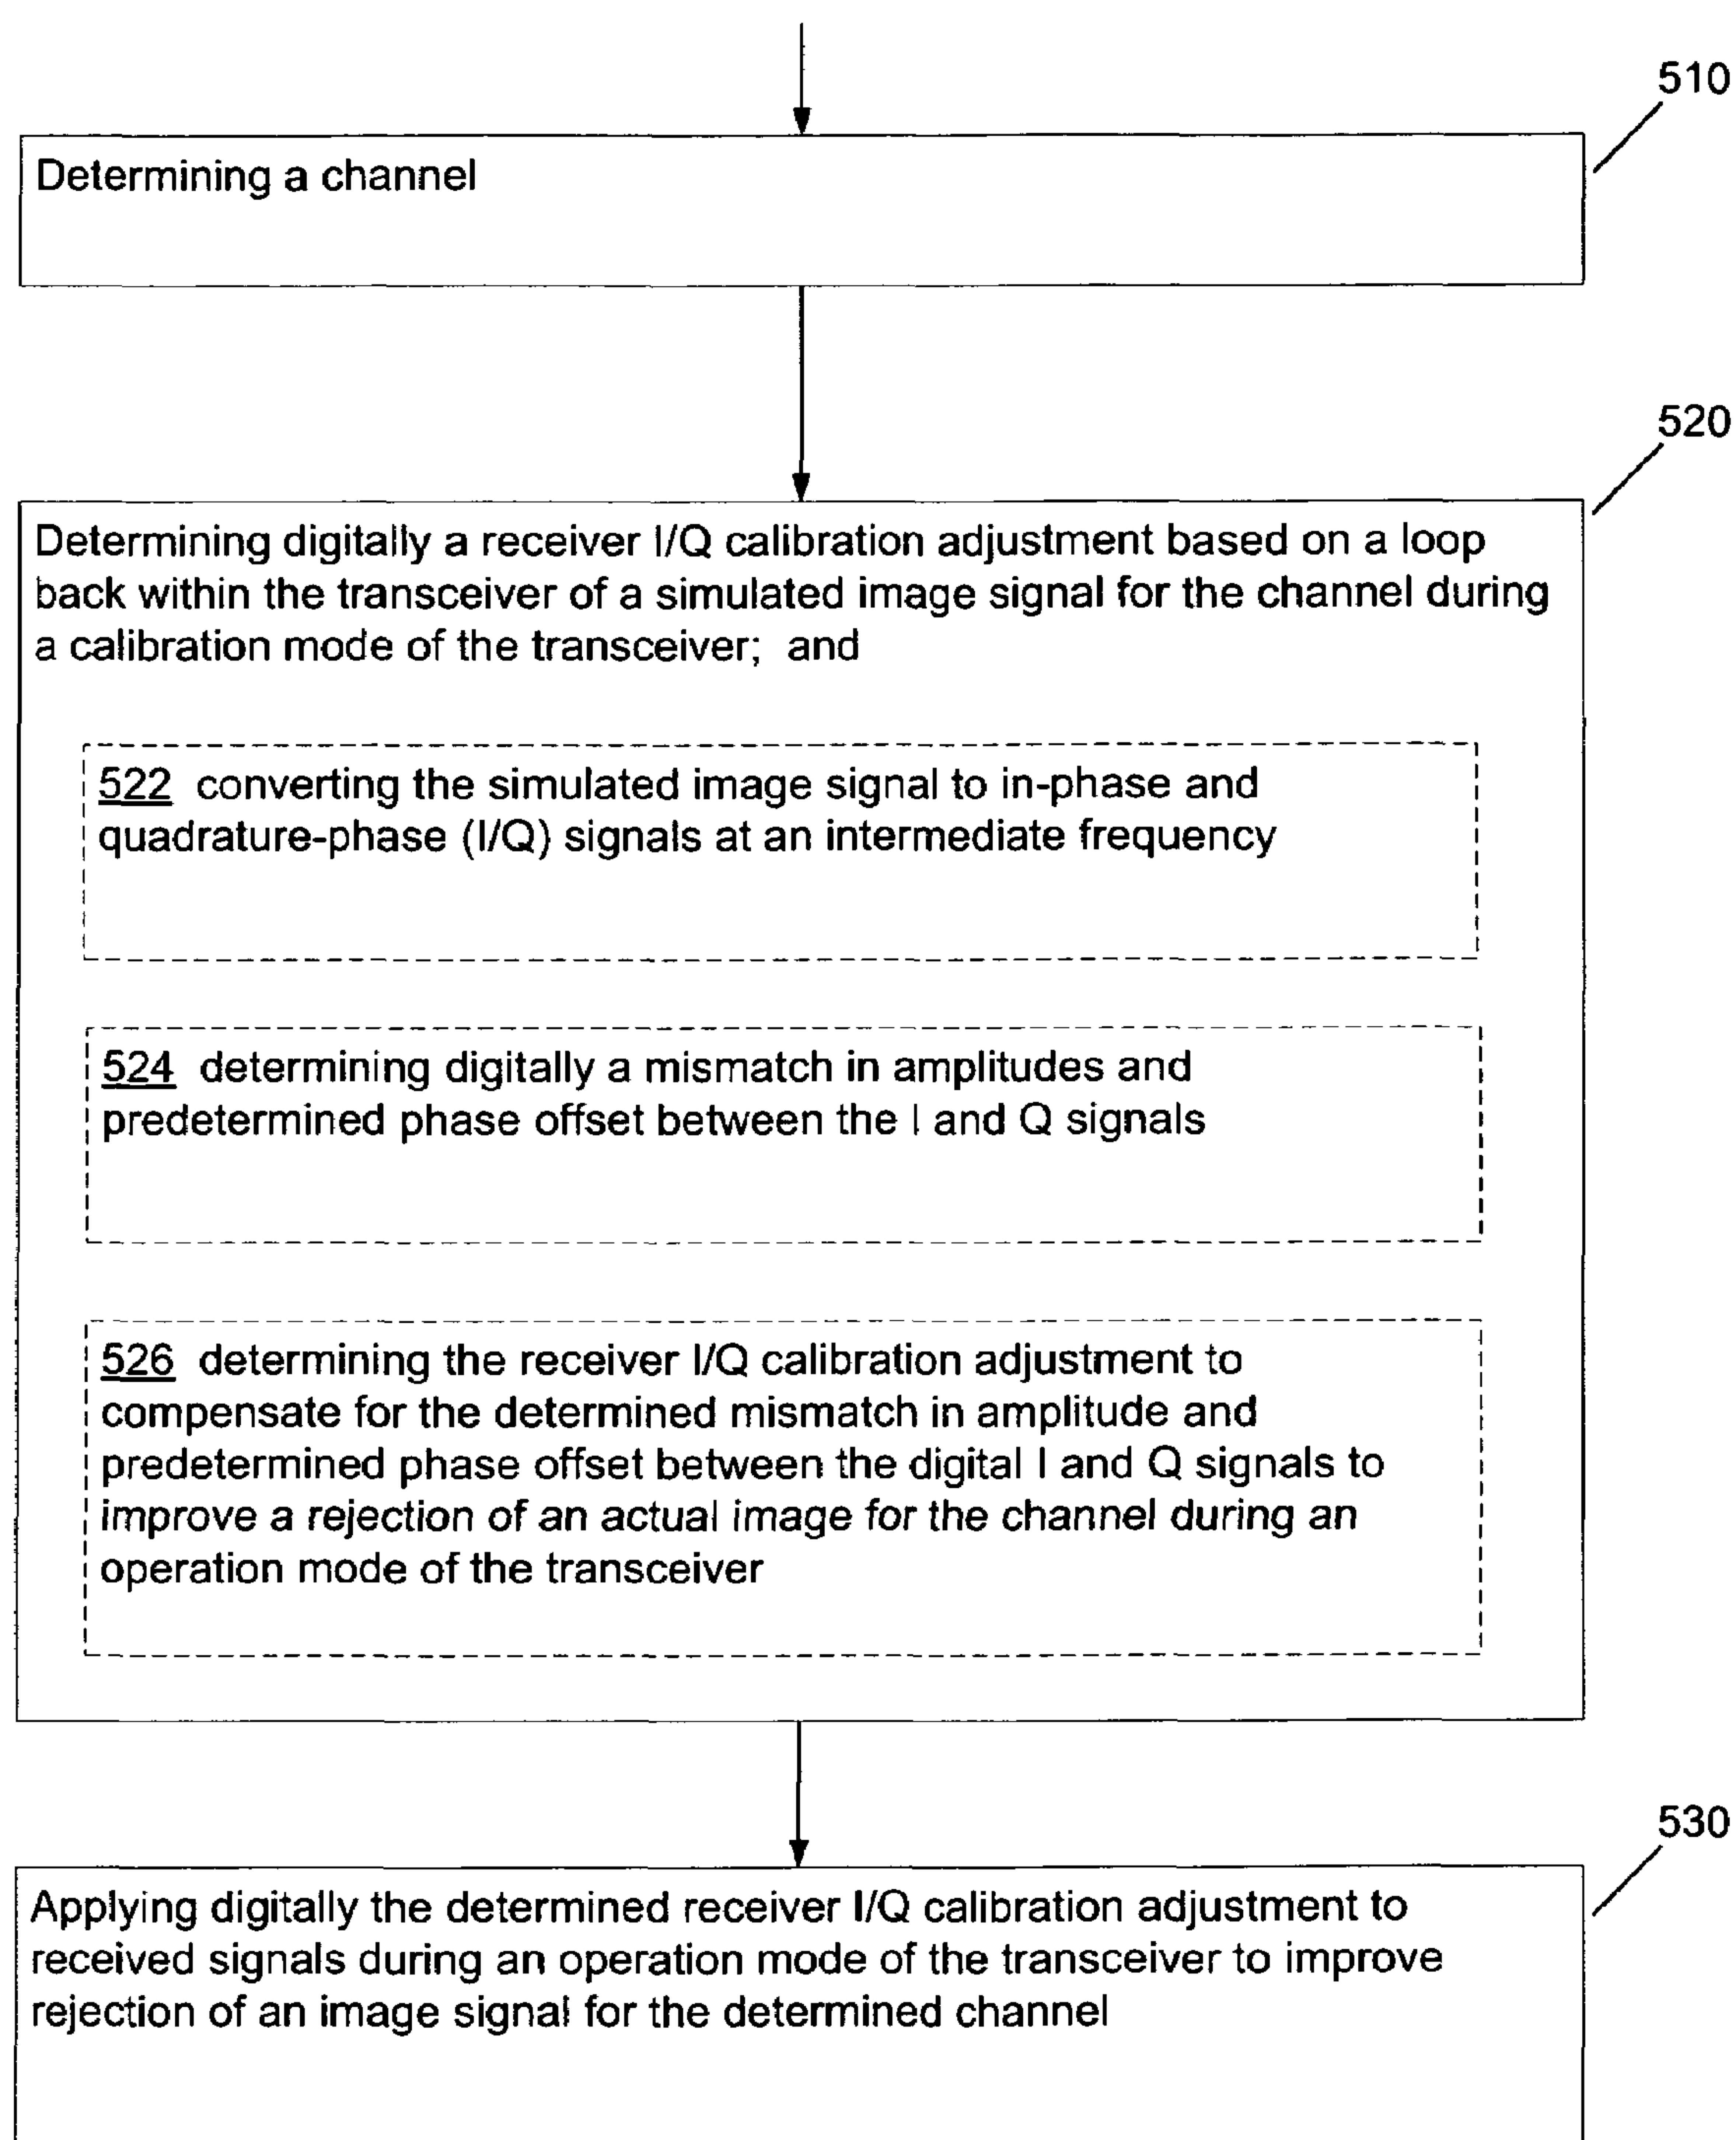 510
Determining a channel
520
Determining digitally a receiver I/Q calibration adjustment based on a loop
back within the transceiver of a simulated image signal for the channel during
a calibration mode of the transceiver; and
522 converting the simulated image signal to in-phase and
quadrature-phase (I/Q) signals at an intermediate frequency
524 determining digitally a mismatch in amplitudes and
predetermined phase offset between the I and Q signals
526 determining the receiver I/Q calibration adjustment to
compensate for the determined mismatch in amplitude and
predetermined phase offset between the digital I and Q signals to
improve a rejection of an actual image for the channel during an
operation mode of the transceiver
530
Applying digitally the determined receiver I/Q calibration adjustment to
received signals during an operation mode of the transceiver to improve
rejection of an image signal for the determined channel